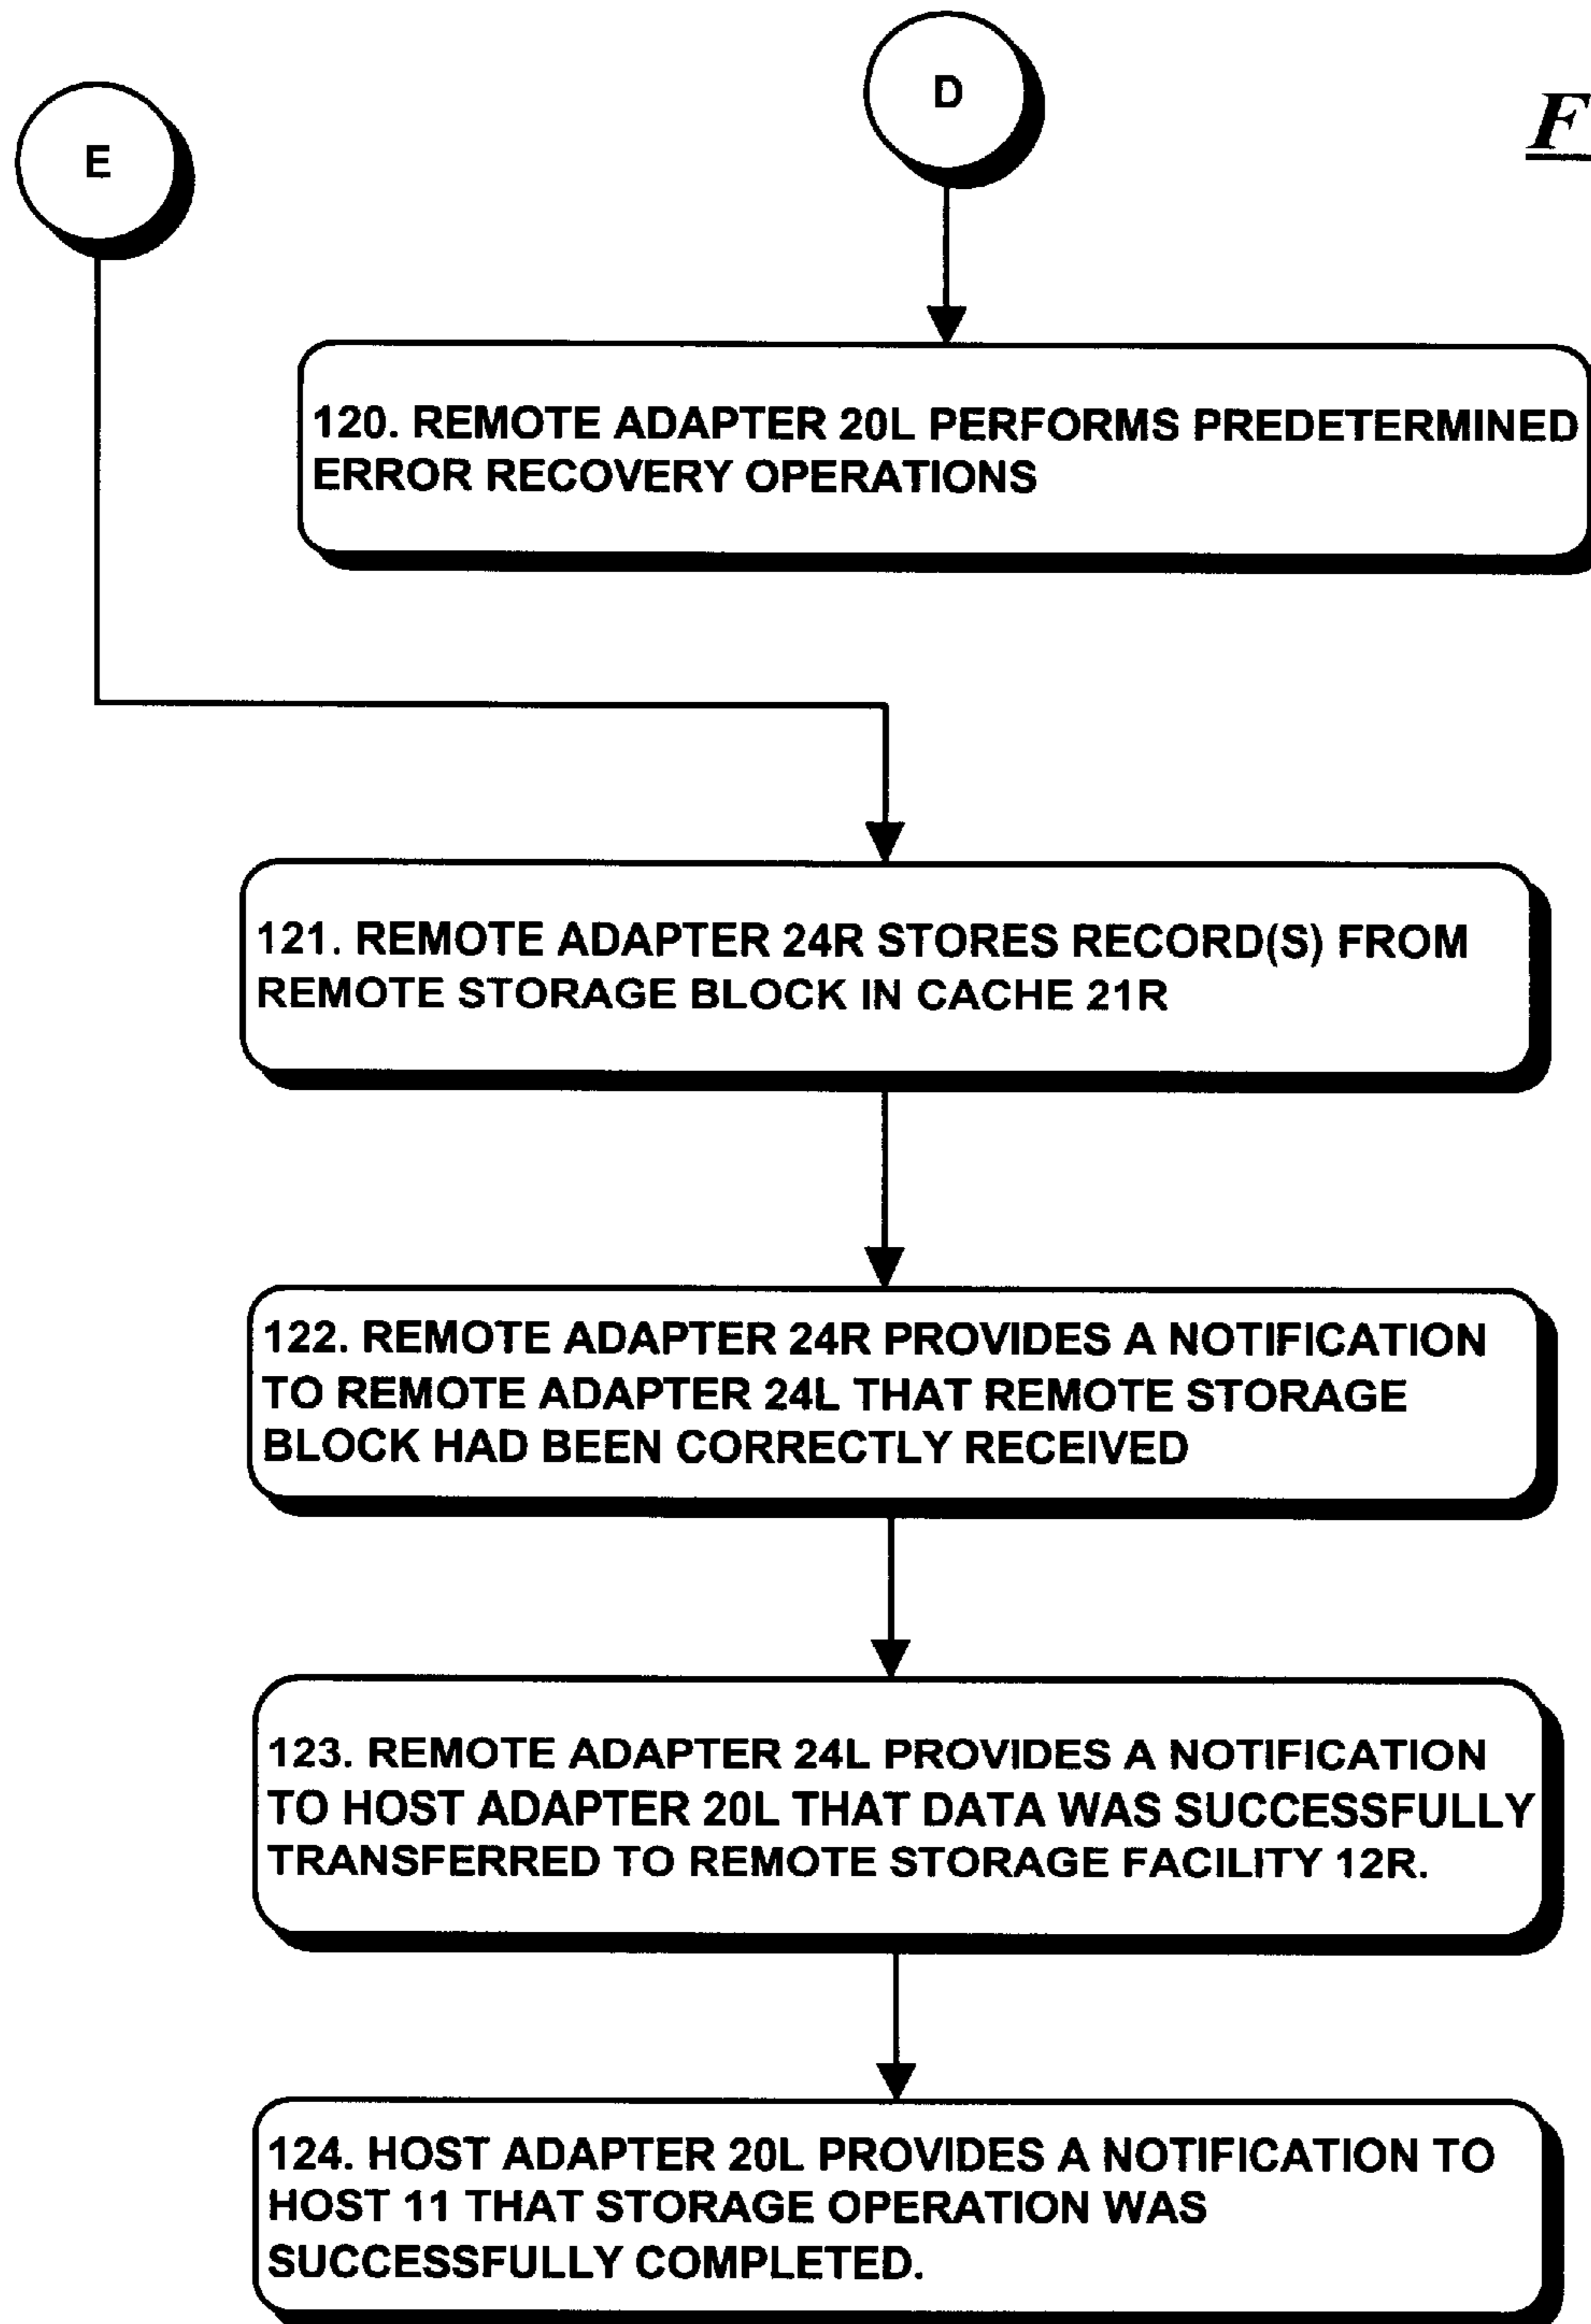 D
F
E
120. REMOTE ADAPTER 20L PERFORMS PREDETERMINED
ERROR RECOVERY OPERATIONS
121. REMOTE ADAPTER 24R STORES RECORD(S) FROM
REMOTE STORAGE BLOCK IN CACHE 21R
122. REMOTE ADAPTER 24R PROVIDES A NOTIFICATION
TO REMOTE ADAPTER 24L THAT REMOTE STORAGE
BLOCK HAD BEEN CORRECTLY RECEIVED
123. REMOTE ADAPTER 24L PROVIDES A NOTIFICATION
TO HOST ADAPTER 20L THAT DATA WAS SUCCESSFULLY
TRANSFERRED TO REMOTE STORAGE FACILITY 12R.
124. HOST ADAPTER 20L PROVIDES A NOTIFICATION TO
HOST 11 THAT STORAGE OPERATION WAS
SUCCESSFULLY COMPLETED.